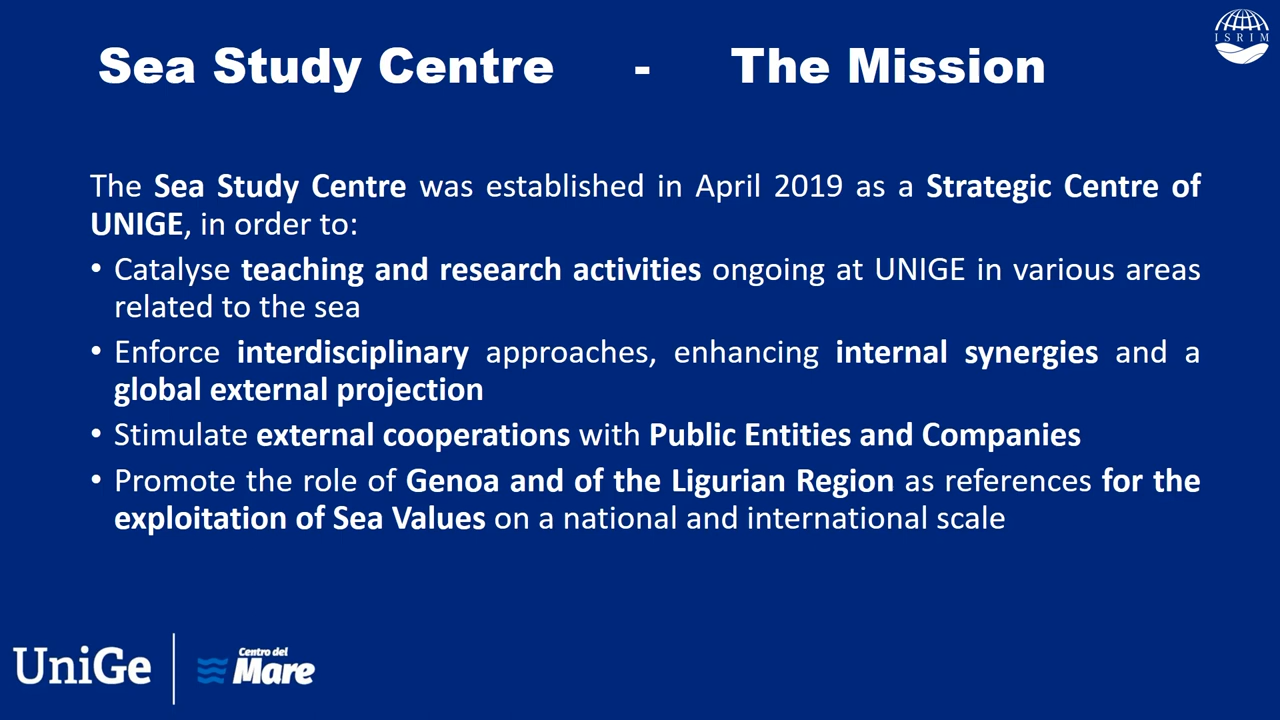 ISRIM
Sea Study Centre - The Mission
The Sea Study Centre was established in April 2019 as a Strategic Centre of
UNIGE, in order to:
• Catalyse teaching and research activities ongoing at UNIGE in various areas
related to the sea
• Enforce interdisciplinary approaches, enhancing internal synergies and a
global external projection
• Stimulate external cooperations with Public Entities and Companies
• Promote the role of Genoa and of the Ligurian Region as references for the
exploitation of Sea Values on a national and international scale
UniGe
Centro del
Mare